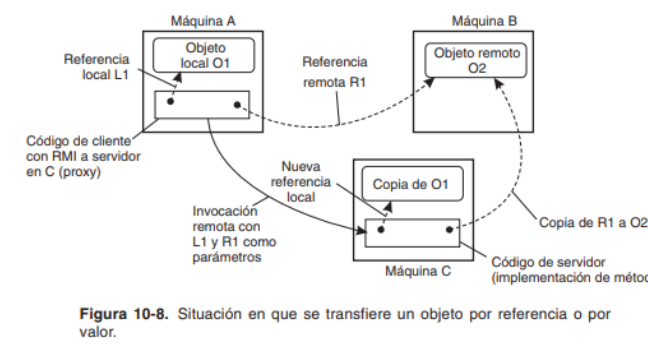 Máquina A
Máquina B
Referencia
local L1
Objeto
local O1
Referencia
remota R1
Objeto remoto
O2
Código de cliente
con RMI a servidor
en C (proxy)
Nueva
referencia
local
Copia de O1
Invocación
remota con
L1 y R1 como
parámetros
Copia de R1 a O2
Máquina C
Código de servidor
(implementación de
Figura 10-8. Situación en que se transfiere un objeto por referencia o por
valor.